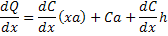 dQ/dx = dC/dx (xa) + Ca + dC/dx h